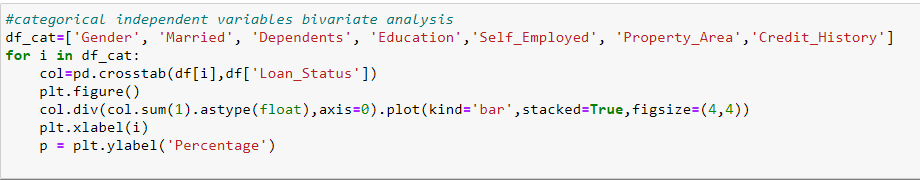 #categorical independent variables bivariate analysis
df_cat=['Gender', 'Married', 'Dependents', 'Education','Self_Employed', 'Property_Area','Credit_History']
for i in df_cat:
    col=pd.crosstab(df[i],df['Loan_Status'])
    plt.figure()
    col.div(col.sum(1).astype(float),axis=0).plot(kind='bar',stacked=True,figsize=(4,4))
    plt.xlabel(i)
    p = plt.ylabel('Percentage')